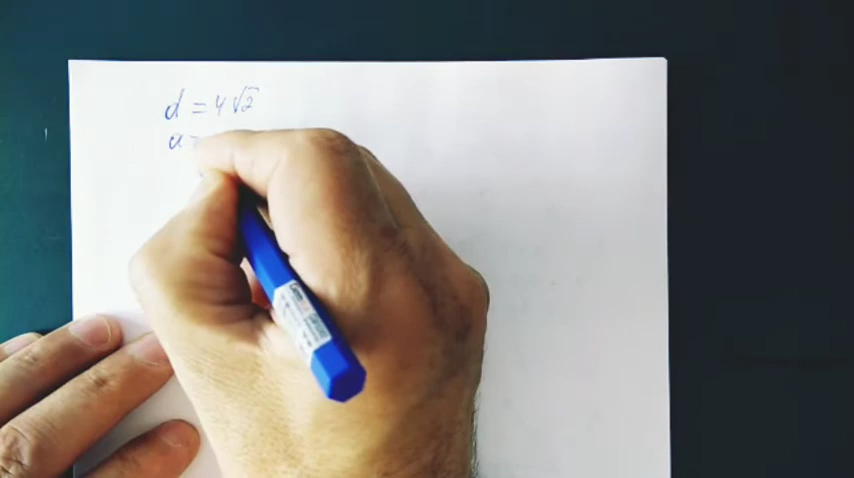 d = 4√2
a =